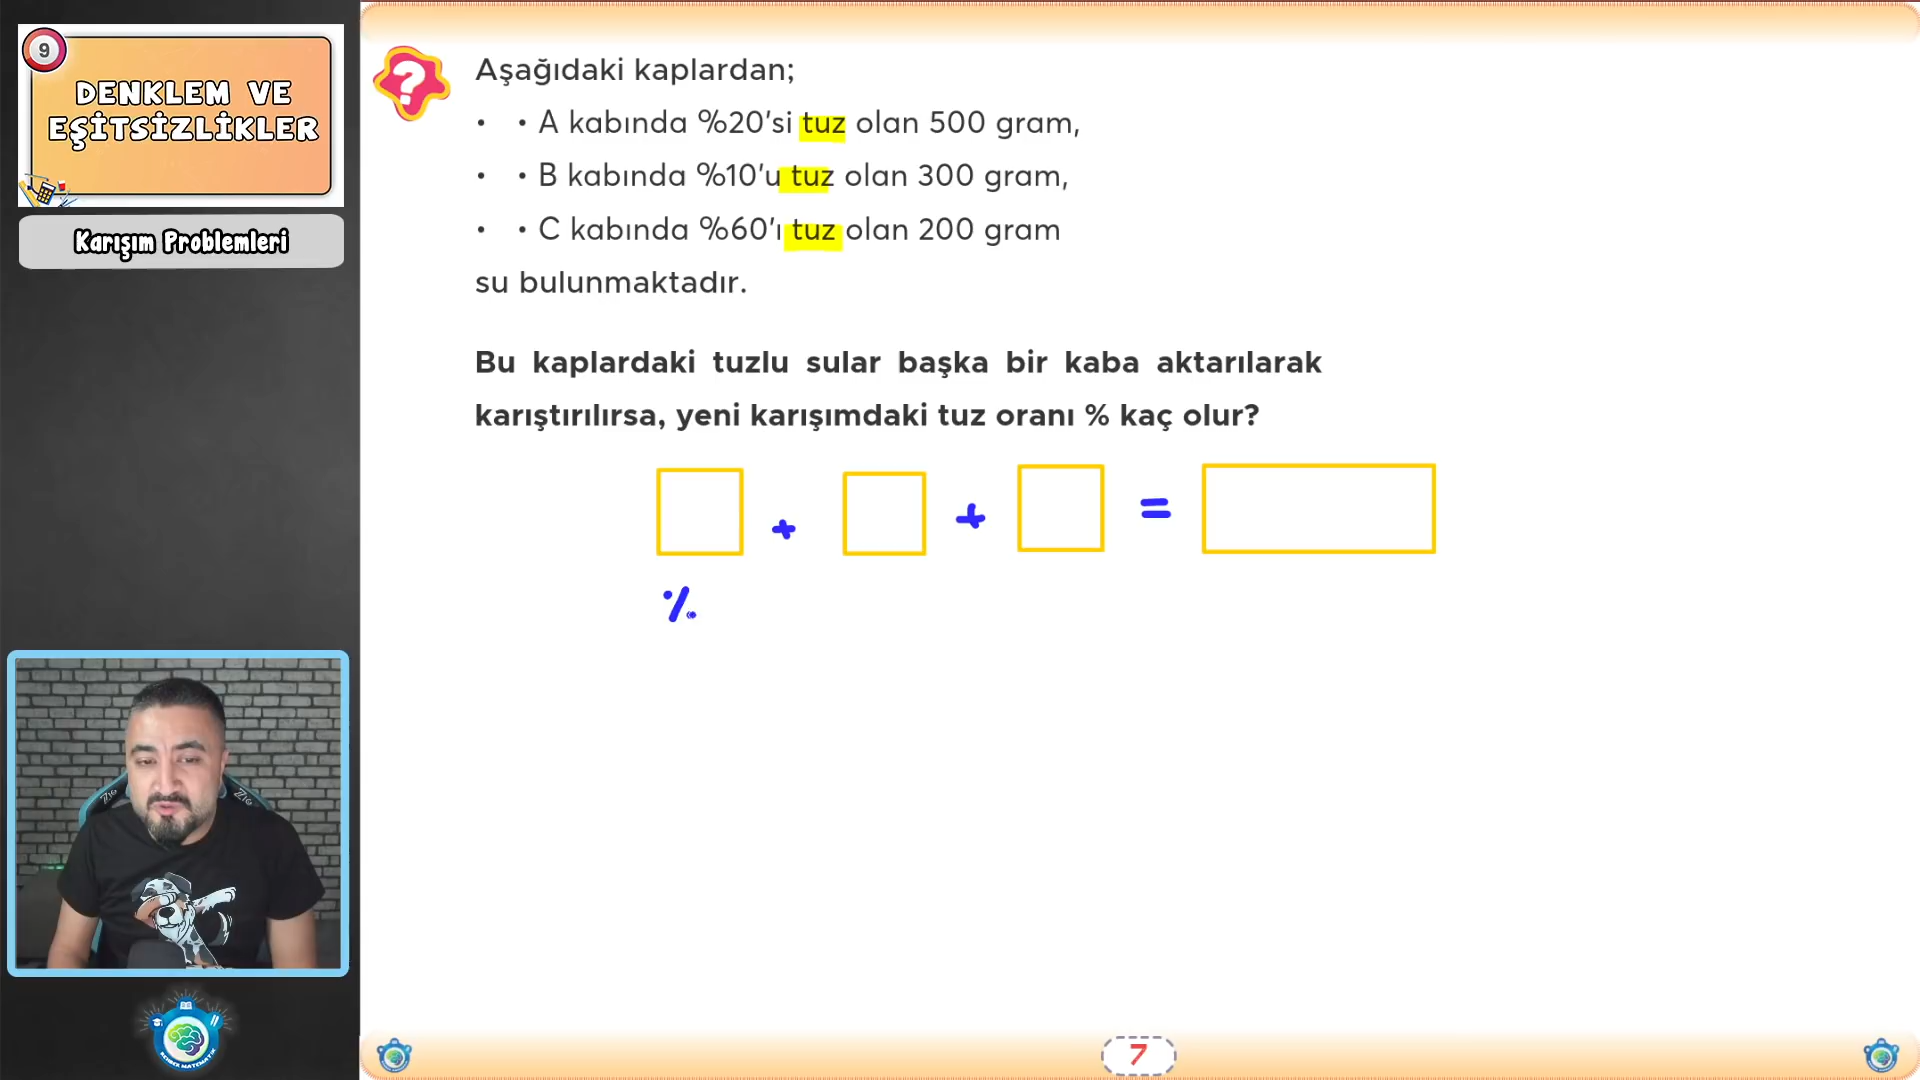 9
DENKLEM VE
EŞİTSİZLİKLER
Karışım Problemleri
Aşağıdaki kaplardan;
• • A kabında %20'si tuz olan 500 gram,
• • B kabında %10'u tuz olan 300 gram,
• • C kabında %60'ı tuz olan 200 gram
su bulunmaktadır.
Bu kaplardaki tuzlu sular başka bir kaba aktarılarak
karıştırılırsa, yeni karışımdaki tuz oranı % kaç olur?
+ + =
%
7